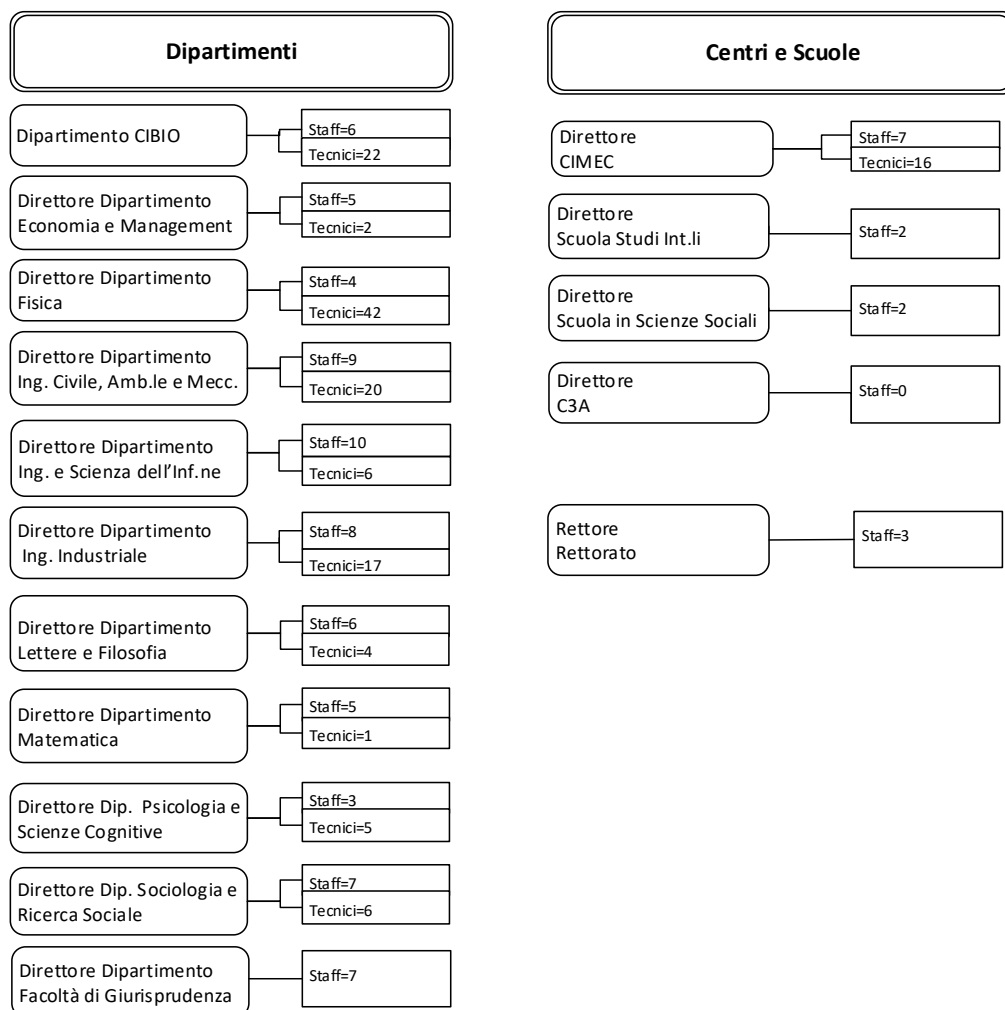 Dipartimenti
Dipartimento CIBIO
Staff=6
Tecnici=22
Direttore Dipartimento
Economia e Management
Staff=5
Tecnici=2
Direttore Dipartimento
Fisica
Staff=4
Tecnici=42
Direttore Dipartimento
Ing. Civile, Amb.le e Mecc.
Staff=9
Tecnici=20
Direttore Dipartimento
Ing. e Scienza dell'Inf.ne
Staff=10
Tecnici=6
Direttore Dipartimento
Ing. Industriale
Staff=8
Tecnici=17
Direttore Dipartimento
Lettere e Filosofia
Staff=6
Tecnici=4
Direttore Dipartimento
Matematica
Staff=5
Tecnici=1
Direttore Dip. Psicologia e
Scienze Cognitive
Staff=3
Tecnici=5
Direttore Dip. Sociologia e
Ricerca Sociale
Staff=7
Tecnici=6
Direttore Dipartimento
Facoltà di Giurisprudenza
Staff=7
Centri e Scuole
Direttore
CIMEC
Staff=7
Tecnici=16
Direttore
Scuola Studi Int.li
Staff=2
Direttore
Scuola in Scienze Sociali
Staff=2
Direttore
C3A
Staff=0
Rettore
Rettorato
Staff=3